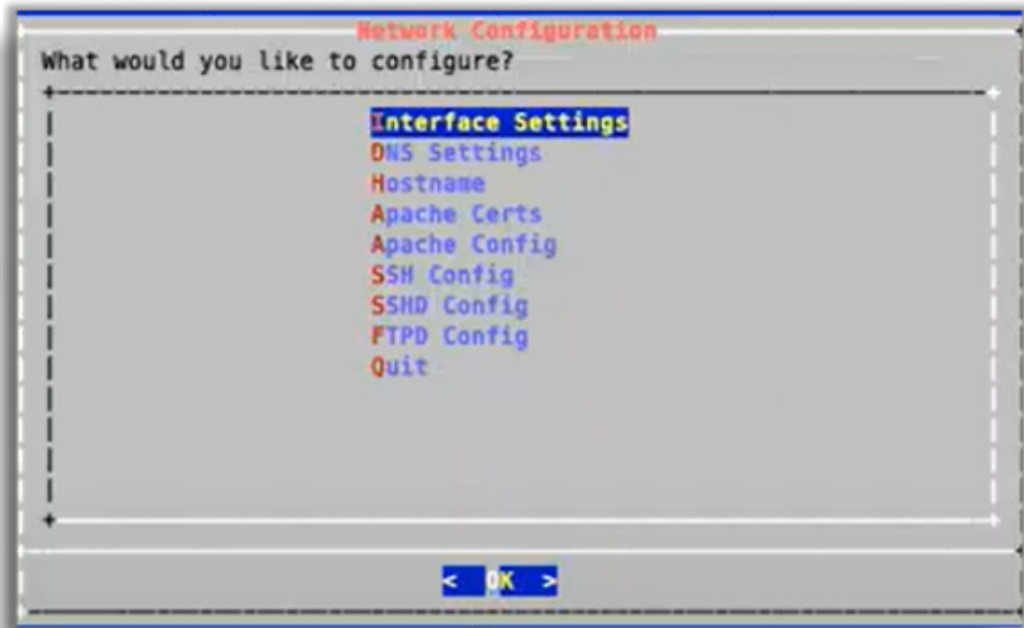 Network Configuration
What would you like to configure?
Interface Settings
DNS Settings
Hostname
Apache Certs
Apache Config
SSH Config
SSHD Config
FTPD Config
Quit
< OK >